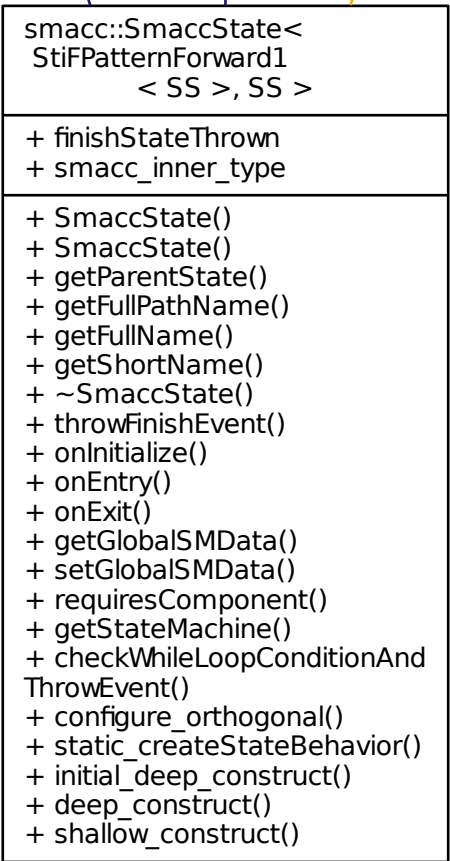 smacc::SmaccState<
StiFPatternForward1
< SS >, SS >
+ finishStateThrown
+ smacc_inner_type
+ SmaccState()
+ SmaccState()
+ getParentState()
+ getFullPathName()
+ getFullName()
+ getShortName()
+ ~SmaccState()
+ throwFinishEvent()
+ onInitialize()
+ onEntry()
+ onExit()
+ getGlobalSMData()
+ setGlobalSMData()
+ requiresComponent()
+ getStateMachine()
+ checkWhileLoopConditionAnd
ThrowEvent()
+ configure_orthogonal()
+ static_createStateBehavior()
+ initial_deep_construct()
+ deep_construct()
+ shallow_construct()